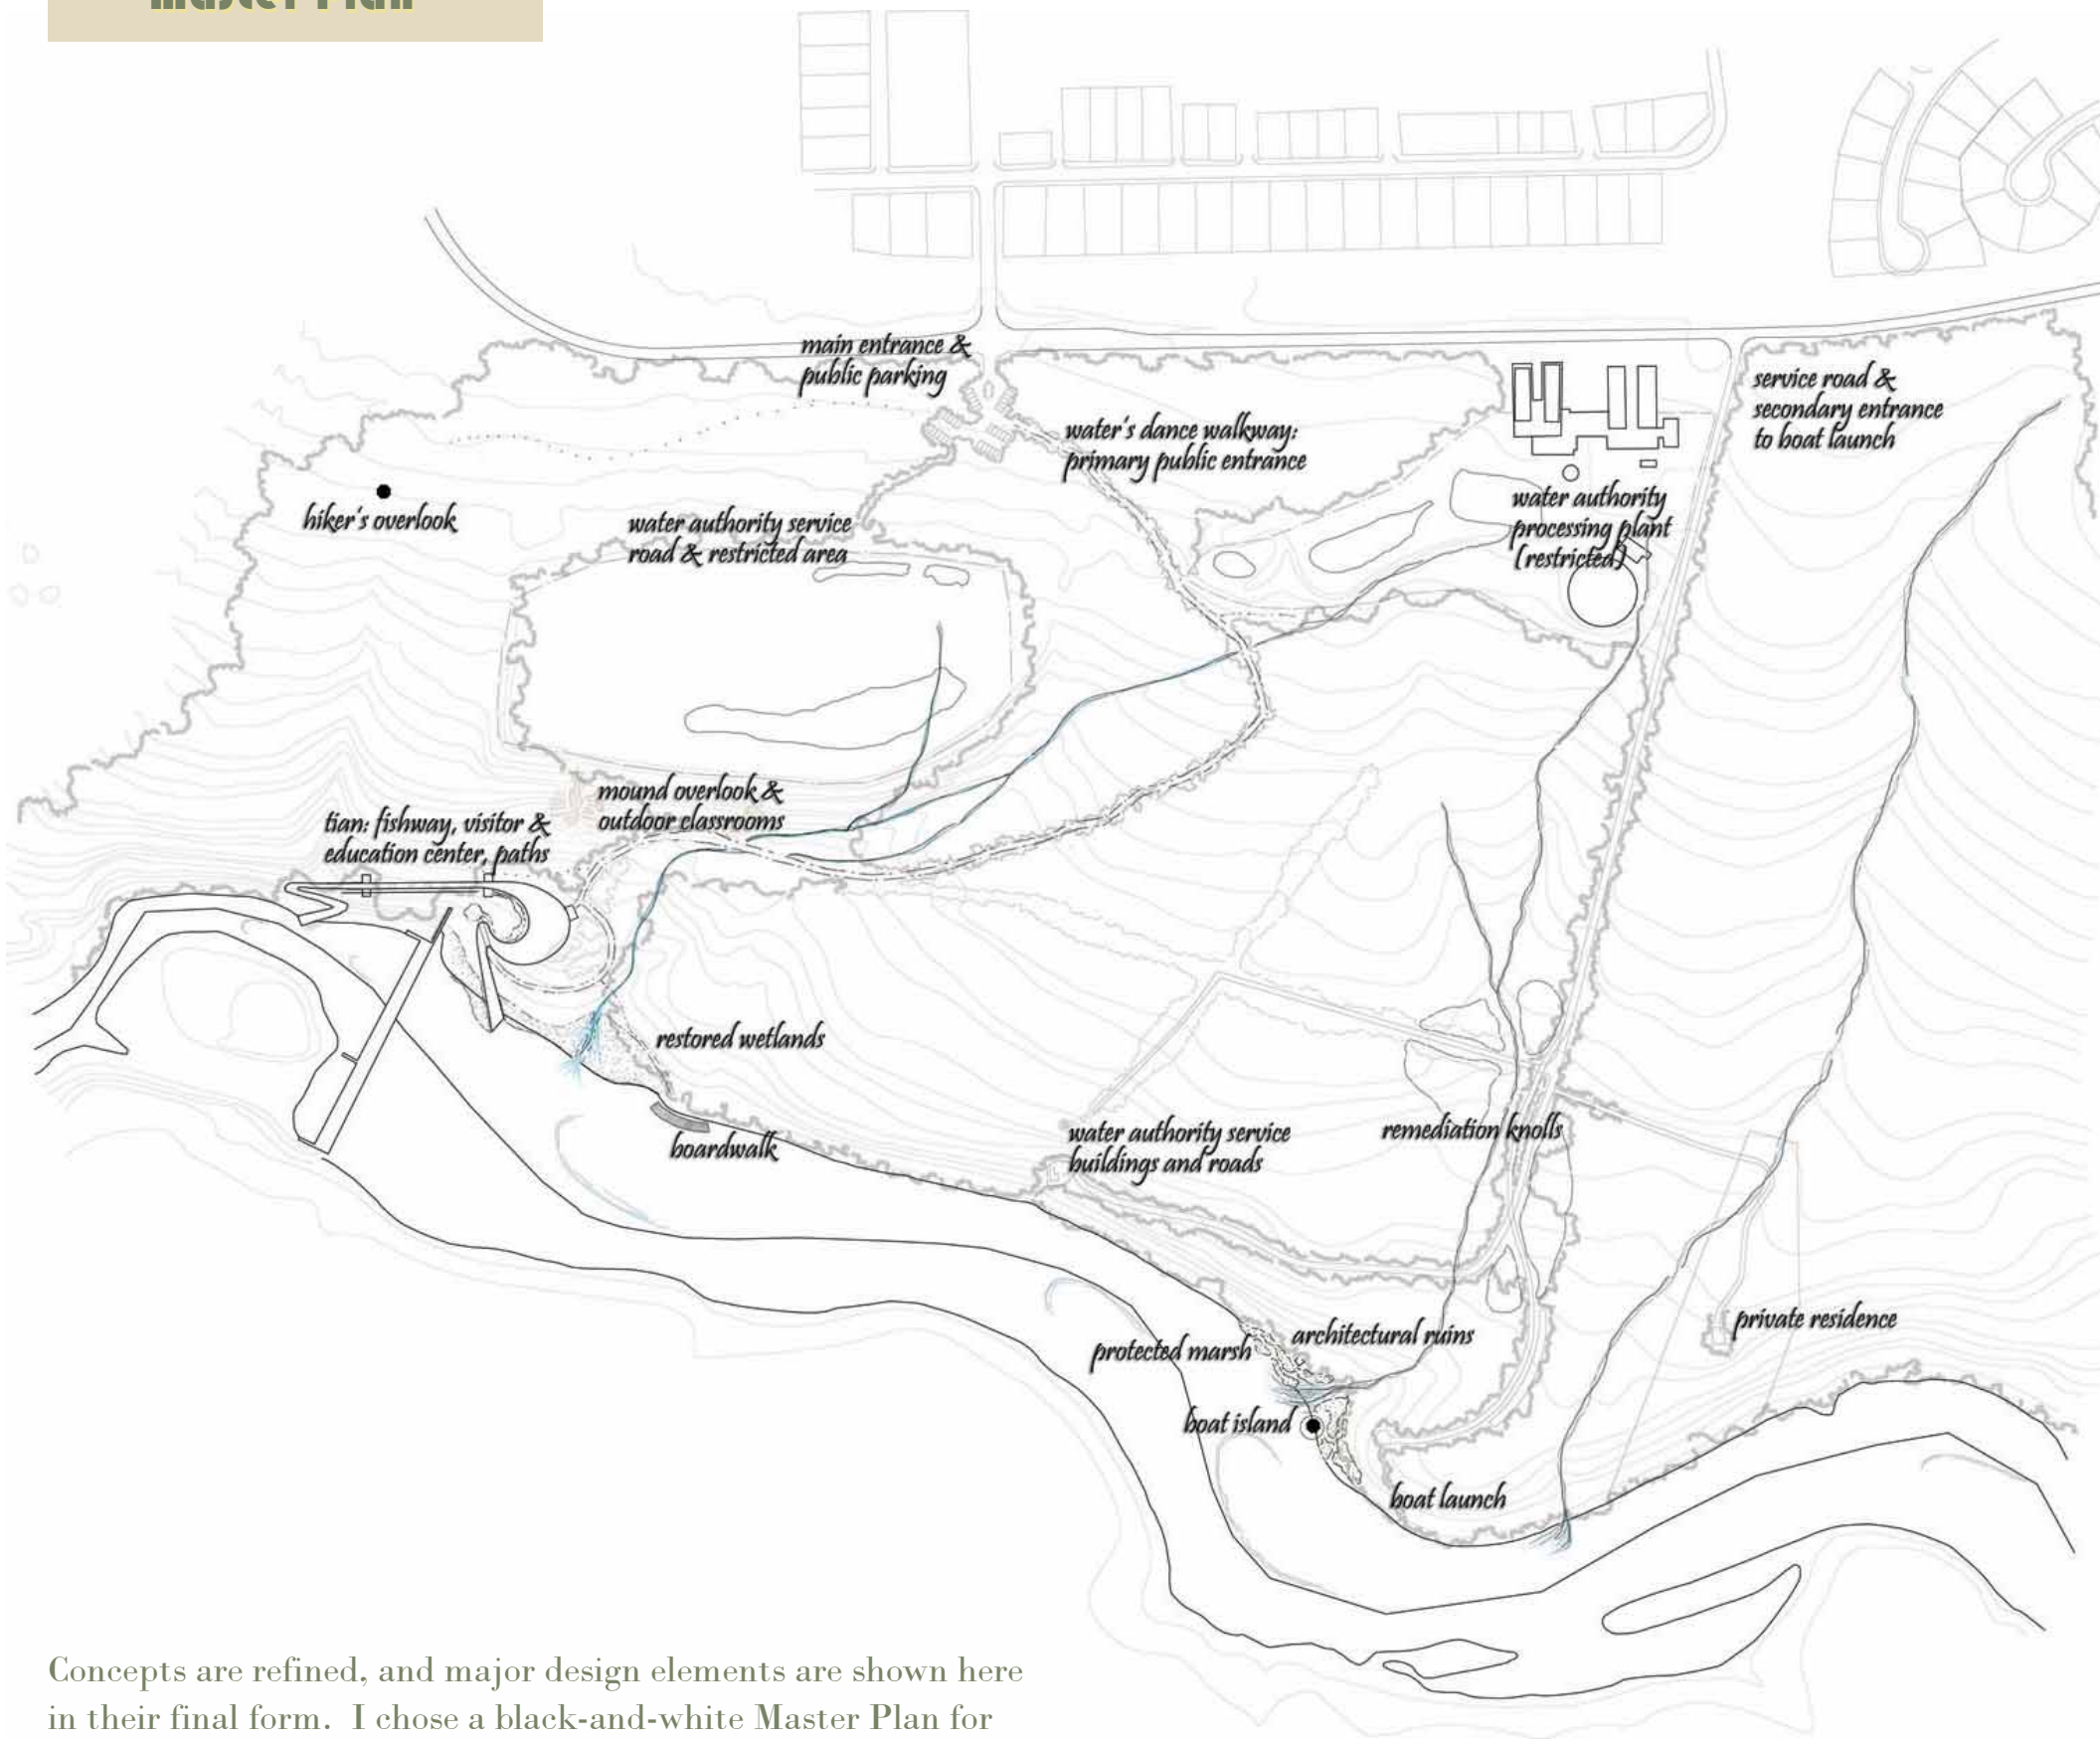 Master Plan
main entrance &
public parking
service road &
secondary entrance
to boat launch
water's dance walkway:
primary public entrance
hiker's overlook
water authority service
road & restricted area
water authority
processing plant
(restricted)
mound overlook &
outdoor classrooms
tian: fishway, visitor &
education center, paths
restored wetlands
boardwalk
water authority service
buildings and roads
remediation knolls
private residence
architectural ruins
protected marsh
boat island
boat launch
Concepts are refined, and major design elements are shown here
in their final form.  I chose a black-and-white Master Plan for